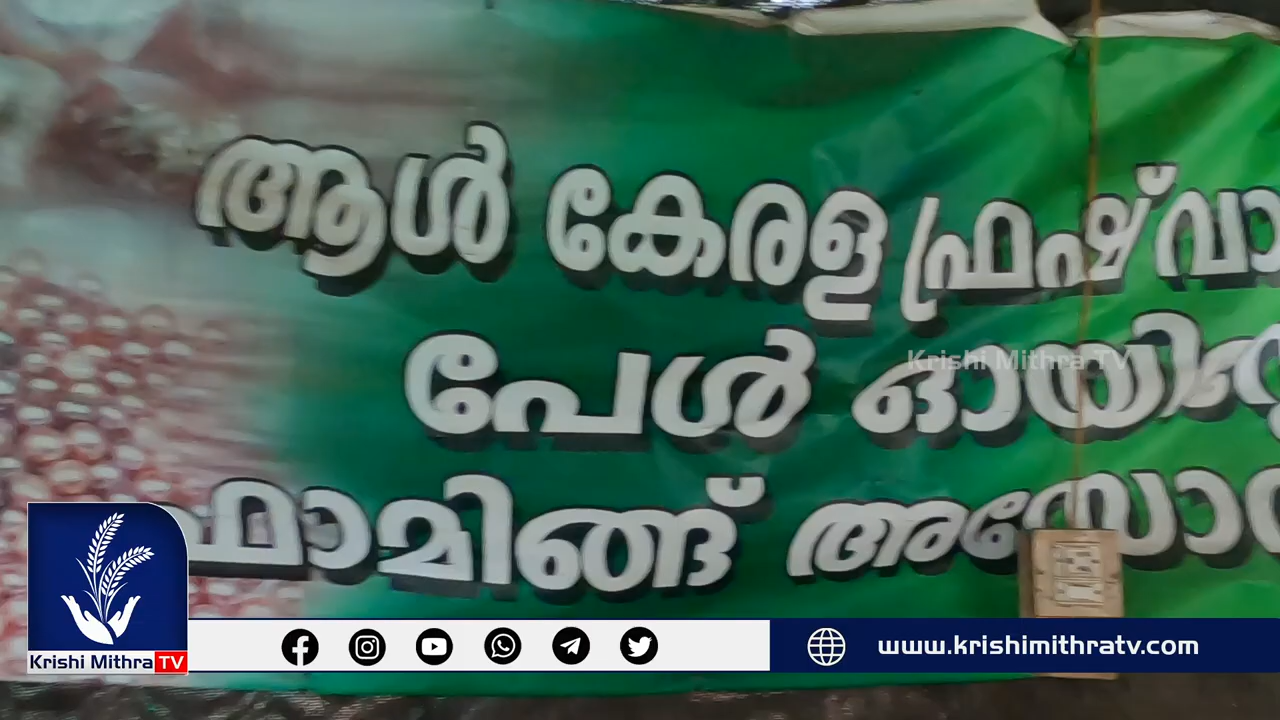 ആൾ കേരള ഫ്രഷ് വാ
പേൾ ഓയി
ഫാമിങ്ങ് അസോ
Krishi Mithra TV
Krishi Mithra TV
www.krishimithratv.com